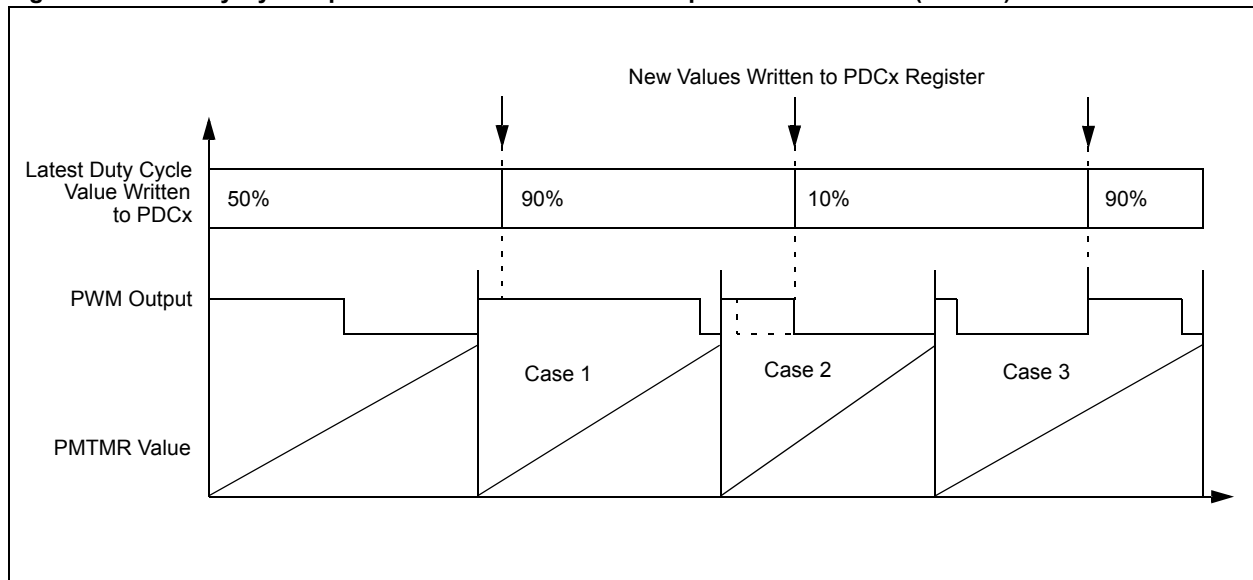 New Values Written to PDCx Register
Latest Duty Cycle
Value Written
to PDCx
50%
90%
10%
90%
PWM Output
Case 1
Case 2
Case 3
PMTMR Value